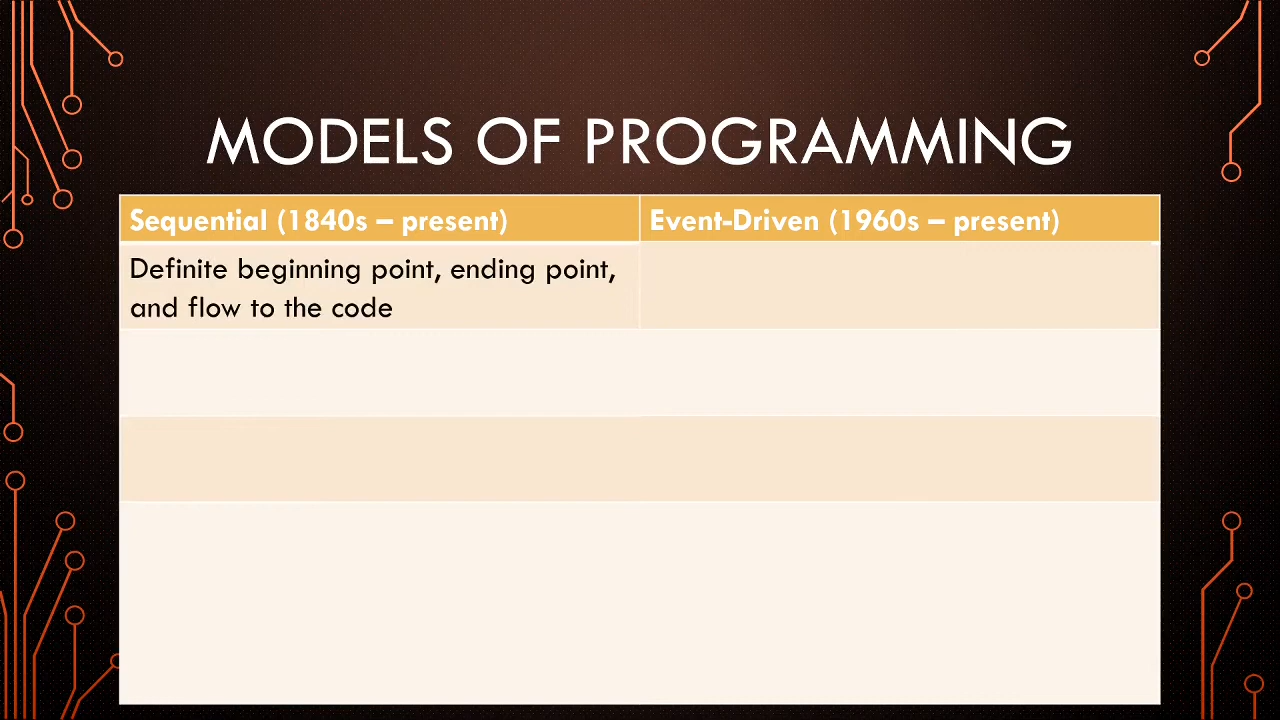 MODELS OF PROGRAMMING
Sequential (1840s – present)
Event-Driven (1960s – present)
Definite beginning point, ending point,
and flow to the code